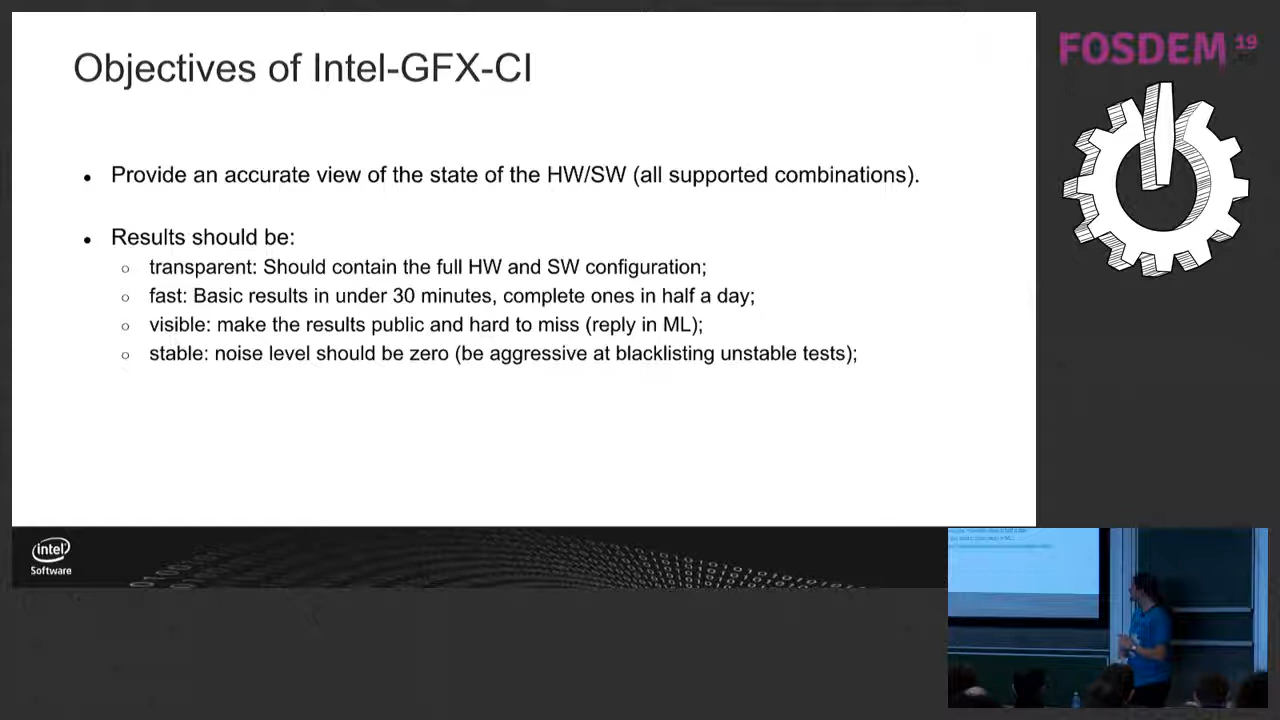 Objectives of Intel-GFX-CI
FOSDEM 19
Provide an accurate view of the state of the HW/SW (all supported combinations).
Results should be:
transparent: Should contain the full HW and SW configuration;
fast: Basic results in under 30 minutes, complete ones in half a day;
visible: make the results public and hard to miss (reply in ML);
stable: noise level should be zero (be aggressive at blacklisting unstable tests);
intel
Software